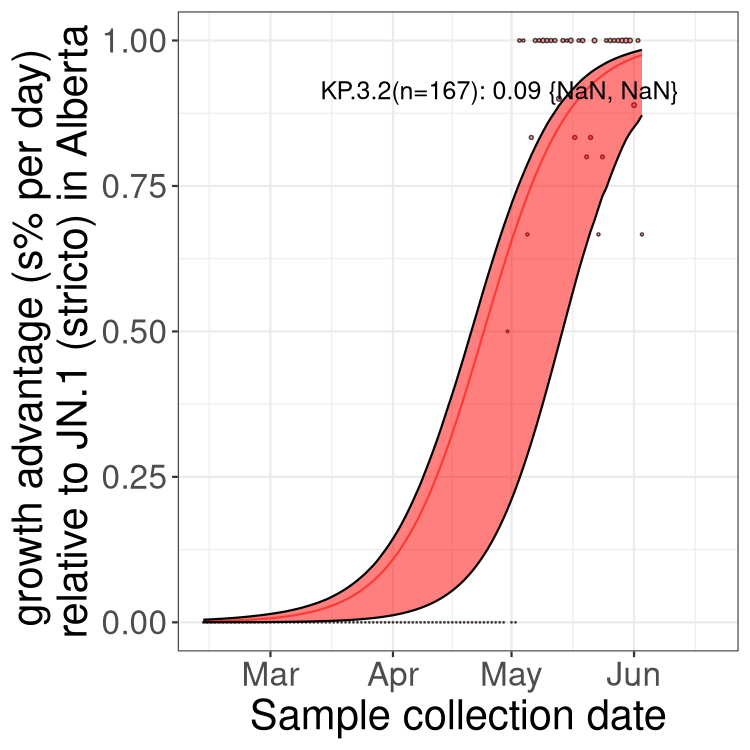 growth advantage (s% per day)
relative to JN.1 (stricto) in Alberta
1.00
0.75
0.50
0.25
0.00
KP.3.2(n=167): 0.09 {NaN, NaN}
Mar Apr May Jun
Sample collection date